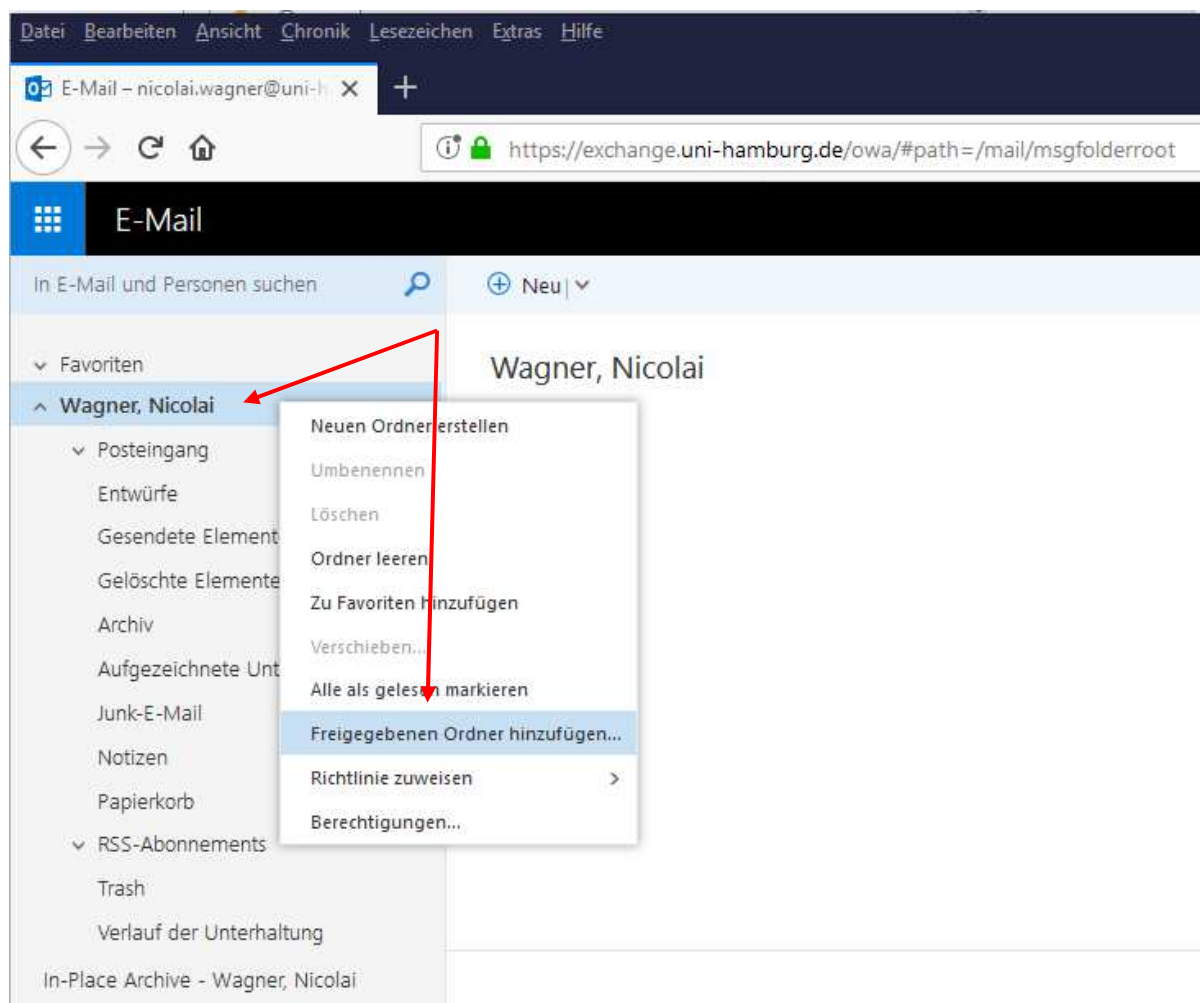 Datei Bearbeiten Ansicht Chronik Lesezeichen Extras Hilfe
E-Mail – nicolai.wagner@uni-h
https://exchange.uni-hamburg.de/owa/#path=/mail/msgfolderroot
E-Mail
In E-Mail und Personen suchen
Neu
Favoriten
Wagner, Nicolai
Wagner, Nicolai
Posteingang
Entwürfe
Gesendete Element
Gelöschte Elemente
Archiv
Aufgezeichnete Unt
Junk-E-Mail
Notizen
Papierkorb
RSS-Abonnements
Trash
Verlauf der Unterhaltung
In-Place Archive - Wagner, Nicolai
Neuen Ordner erstellen
Umbenennen
Löschen
Ordner leeren
Zu Favoriten hinzufügen
Verschieben...
Alle als gelesen markieren
Freigegebenen Ordner hinzufügen...
Richtlinie zuweisen
Berechtigungen...